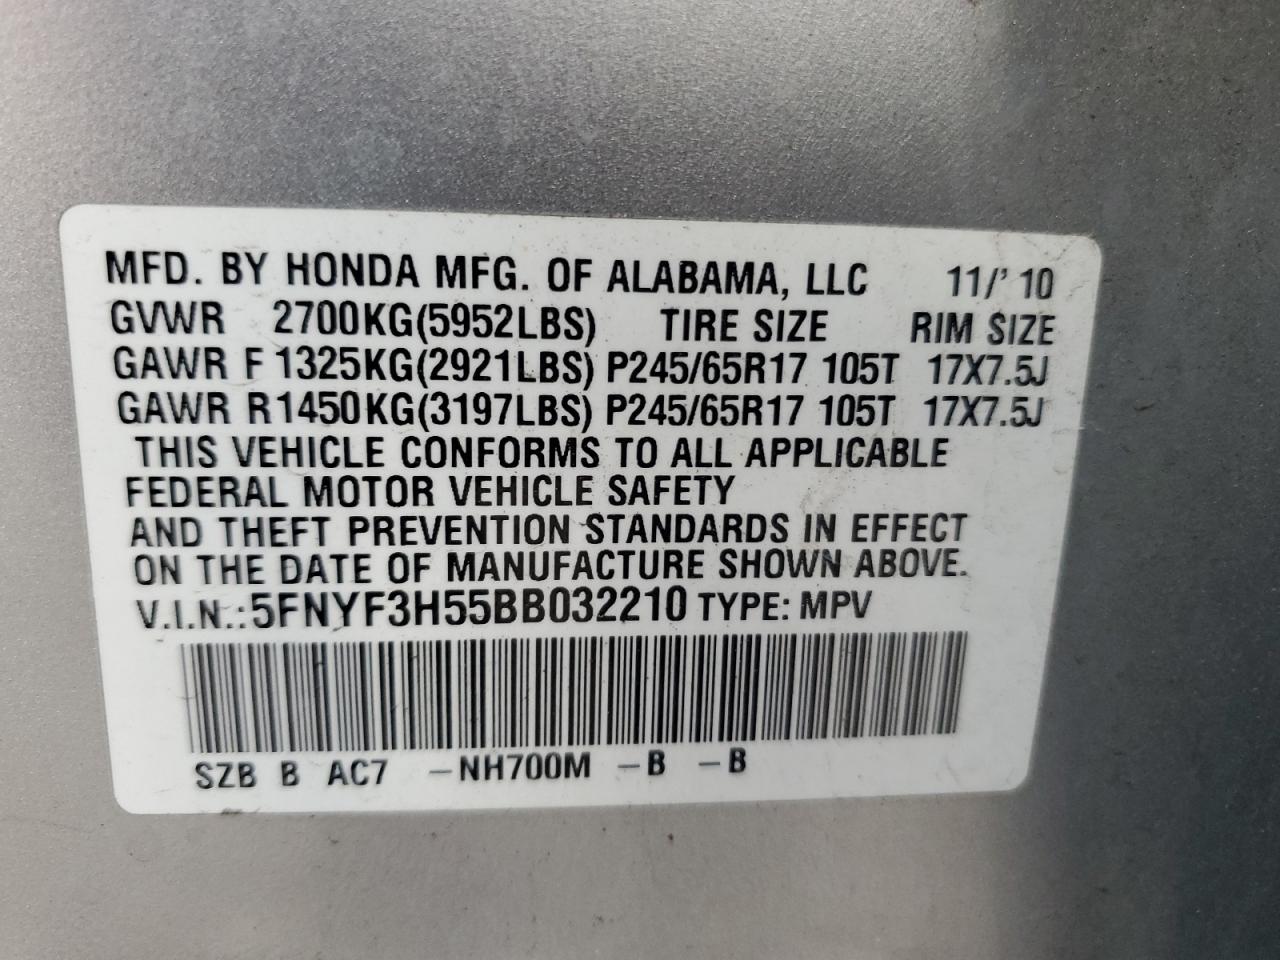 MFD. BY HONDA MFG. OF ALABAMA, LLC 11/' 10
GVWR 2700KG(5952LBS) TIRE SIZE RIM SIZE
GAWR F 1325KG(2921LBS) P245/65R17 105T 17X7.5J
GAWR R1450KG(3197LBS) P245/65R17 105T 17X7.5J
THIS VEHICLE CONFORMS TO ALL APPLICABLE
FEDERAL MOTOR VEHICLE SAFETY
AND THEFT PREVENTION STANDARDS IN EFFECT
ON THE DATE OF MANUFACTURE SHOWN ABOVE.
V.I.N.:5FNYF3H55BB032210 TYPE: MPV
SZB B AC7 -NH700M -B -B